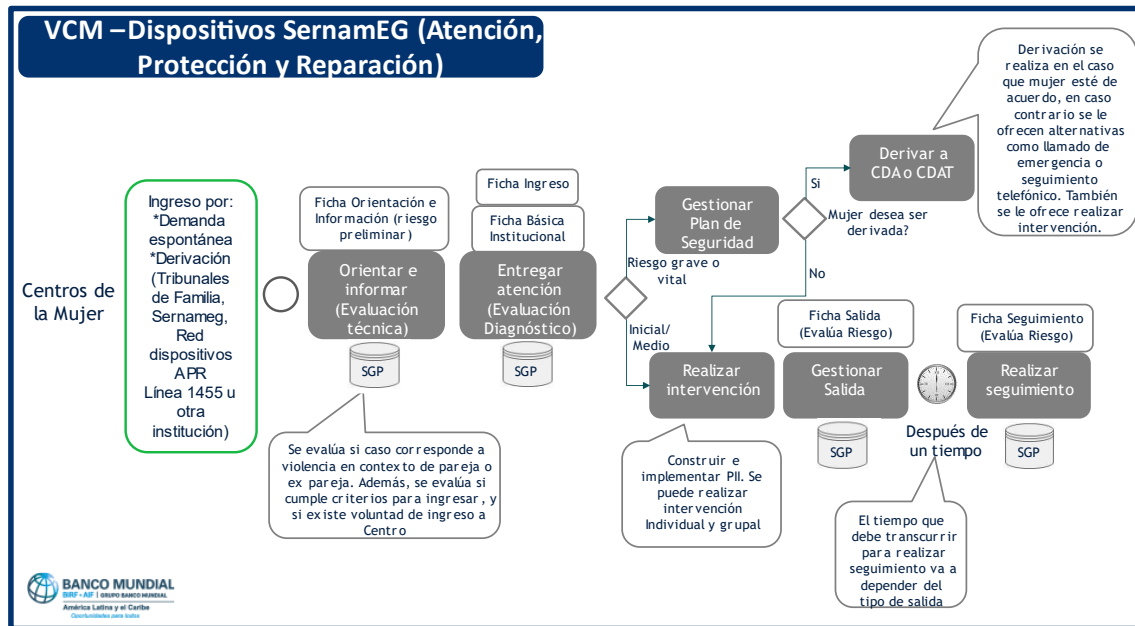 VCM –Dispositivos SernamEG (Atención,
Protección y Reparación)
Centros de
la Mujer
Ingreso por:
*Demanda
espontánea
*Derivación
(Tribunales
de Familia,
Sernameg,
Red
dispositivos
APR
Línea 1455 u
otra
institución)
Ficha Orientación e
Información (riesgo
preliminar)
Orientar e
informar
(Evaluación
técnica)
SGP
Se evalúa si caso corresponde a
violencia en contexto de pareja o
ex pareja. Además, se evalúa si
cumple criterios para ingresar, y
si existe voluntad de ingreso a
Centro
Ficha Ingreso
Ficha Básica
Institucional
Entregar
atención
(Evaluación
Diagnóstico)
SGP
Riesgo grave o
vital
Inicial/
Medio
Gestionar
Plan de
Seguridad
Si
Mujer desea ser
derivada?
No
Derivar a
CDA o CDAT
Derivación se
realiza en el caso
que mujer esté de
acuerdo, en caso
contrario se le
ofrecen alternativas
como llamado de
emergencia o
seguimiento
telefónico. También
se le ofrece realizar
intervención.
Realizar
intervención
Construir e
implementar PII. Se
puede realizar
intervención
Individual y grupal
Ficha Salida
(Evalúa Riesgo)
Gestionar
Salida
SGP
Después de
un tiempo
El tiempo que
debe transcurrir
para realizar
seguimiento va a
depender del
tipo de salida
Ficha Seguimiento
(Evalúa Riesgo)
Realizar
seguimiento
SGP
BANCO MUNDIAL
BIRF • AIF | GRUPO BANCO MUNDIAL
América Latina y el Caribe
Oportunidades para todos